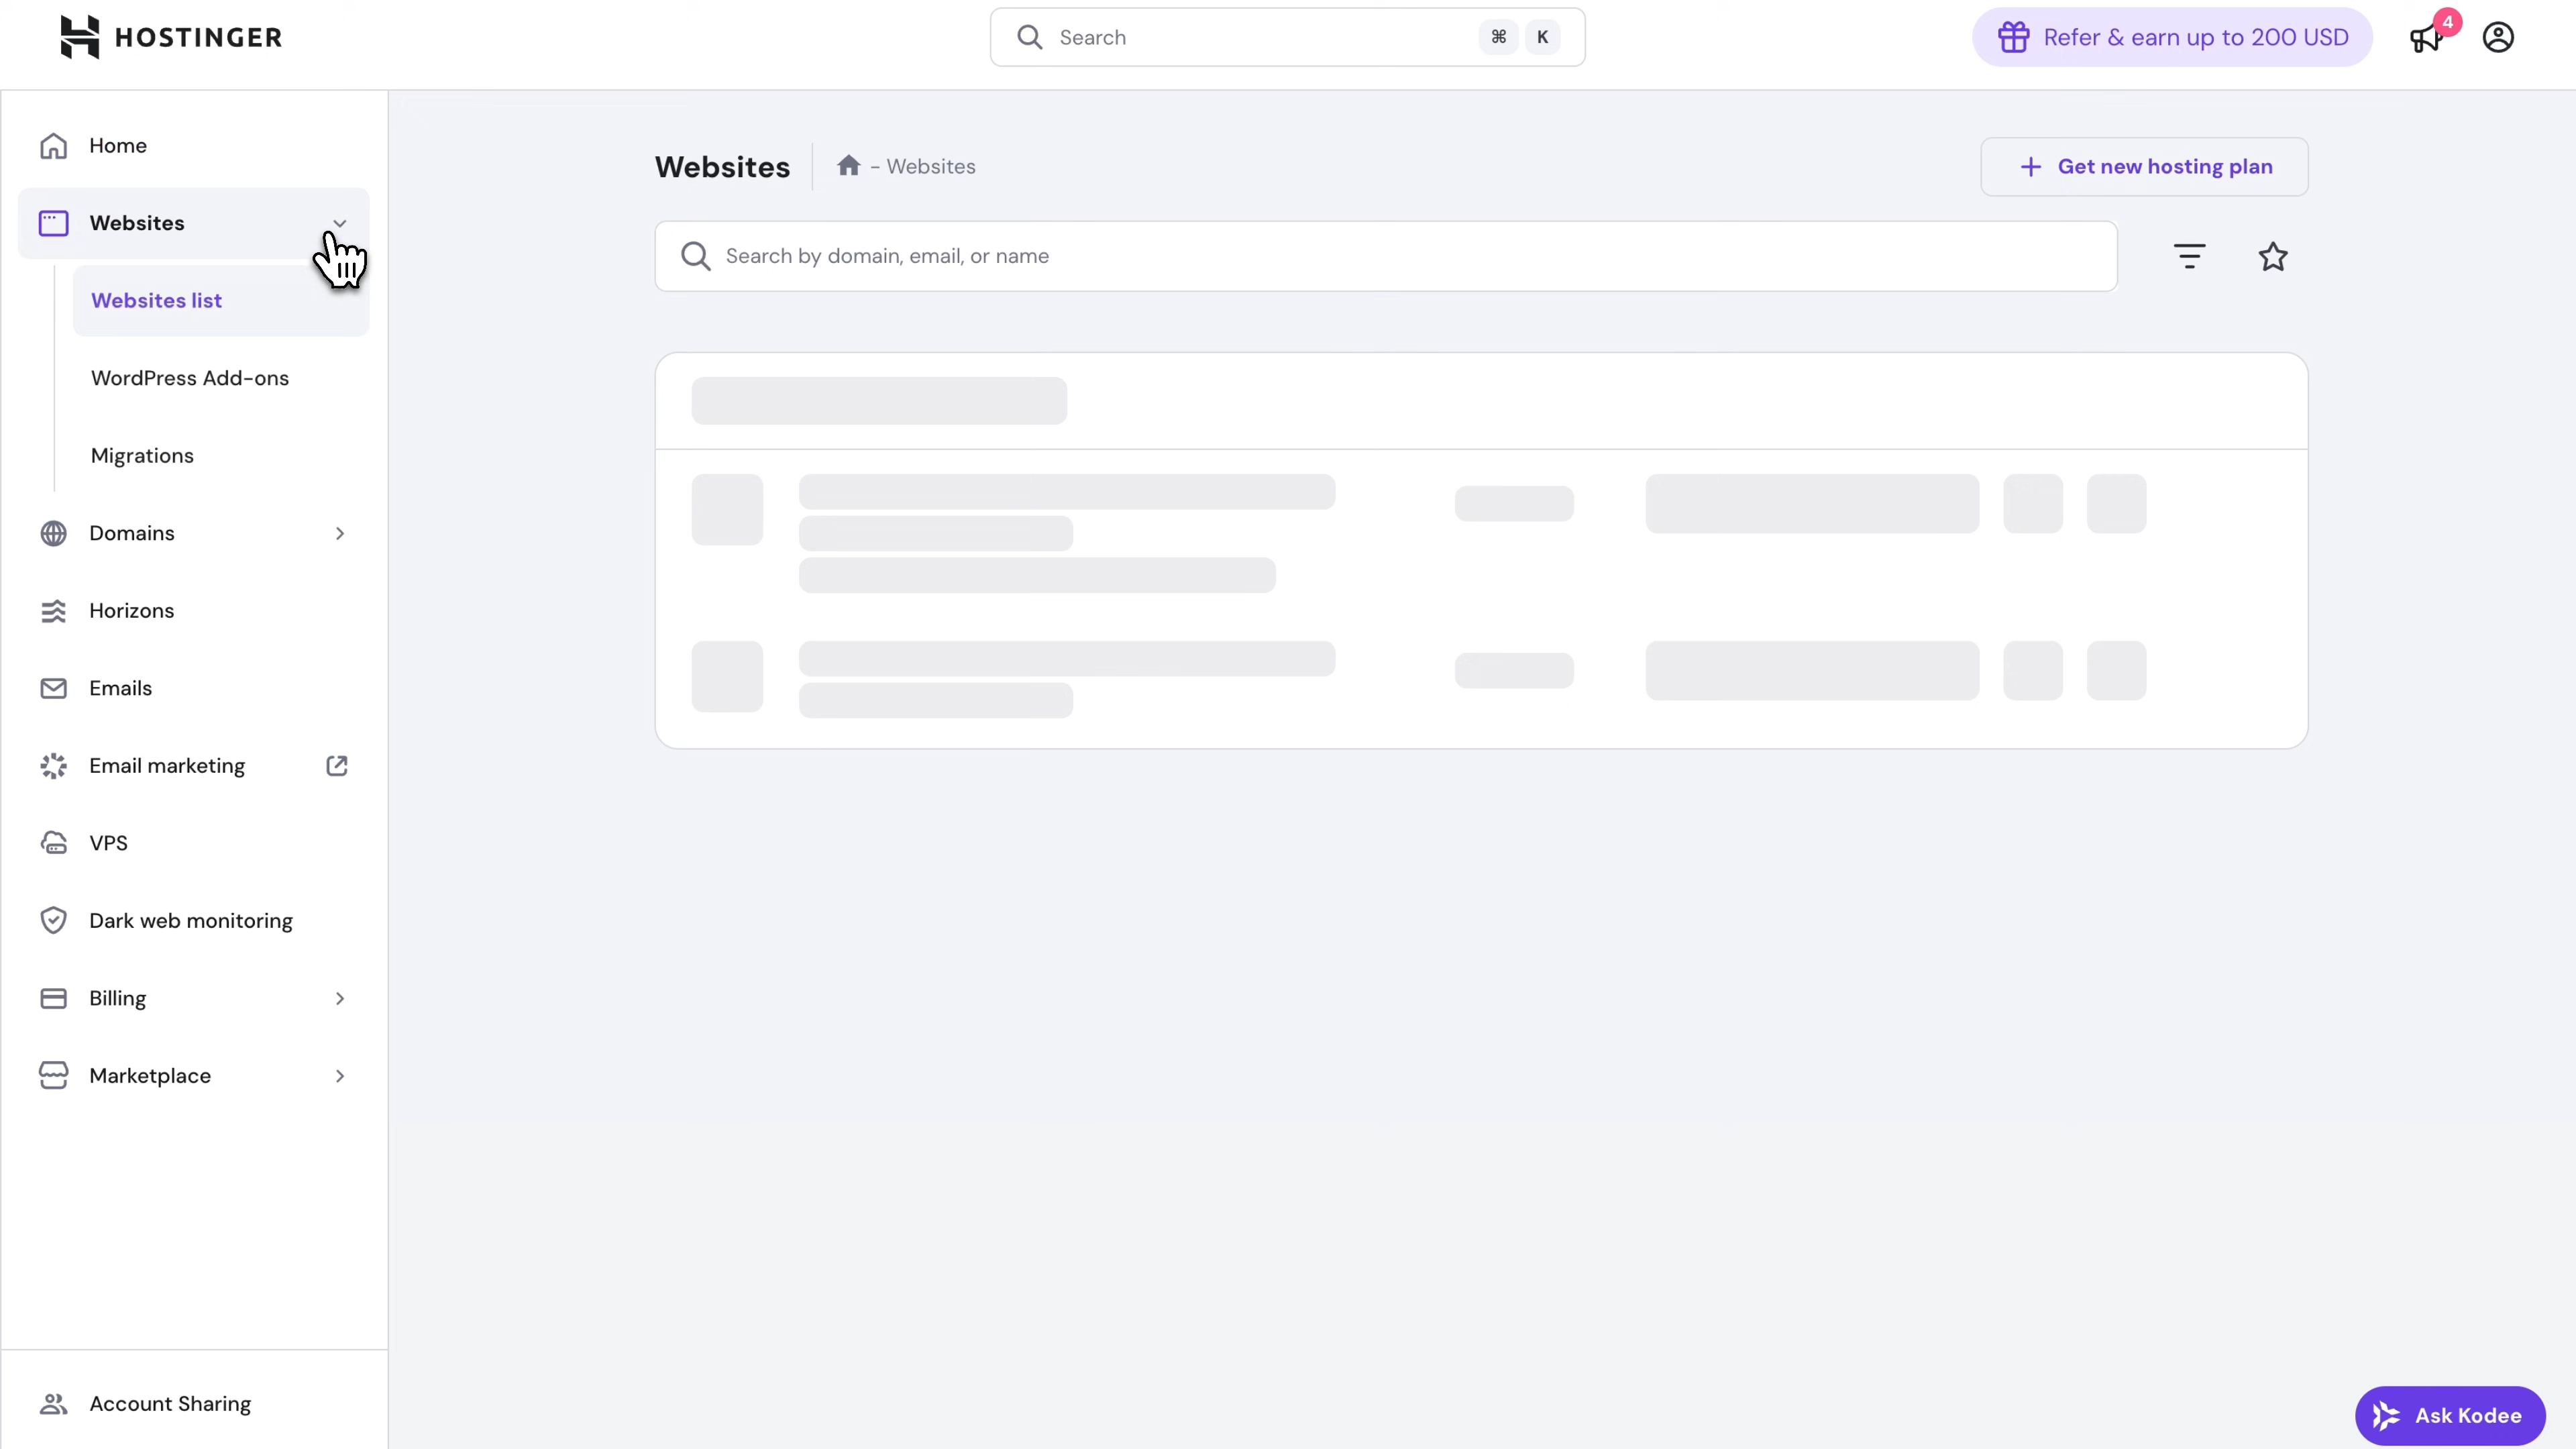 HOSTINGER
Search
⌘ K
Refer & earn up to 200 USD
4
Home
Websites
Websites list
WordPress Add-ons
Migrations
Domains
Horizons
Emails
Email marketing
VPS
Dark web monitoring
Billing
Marketplace
Account Sharing
Websites
- Websites
Get new hosting plan
Search by domain, email, or name
Ask Kodee